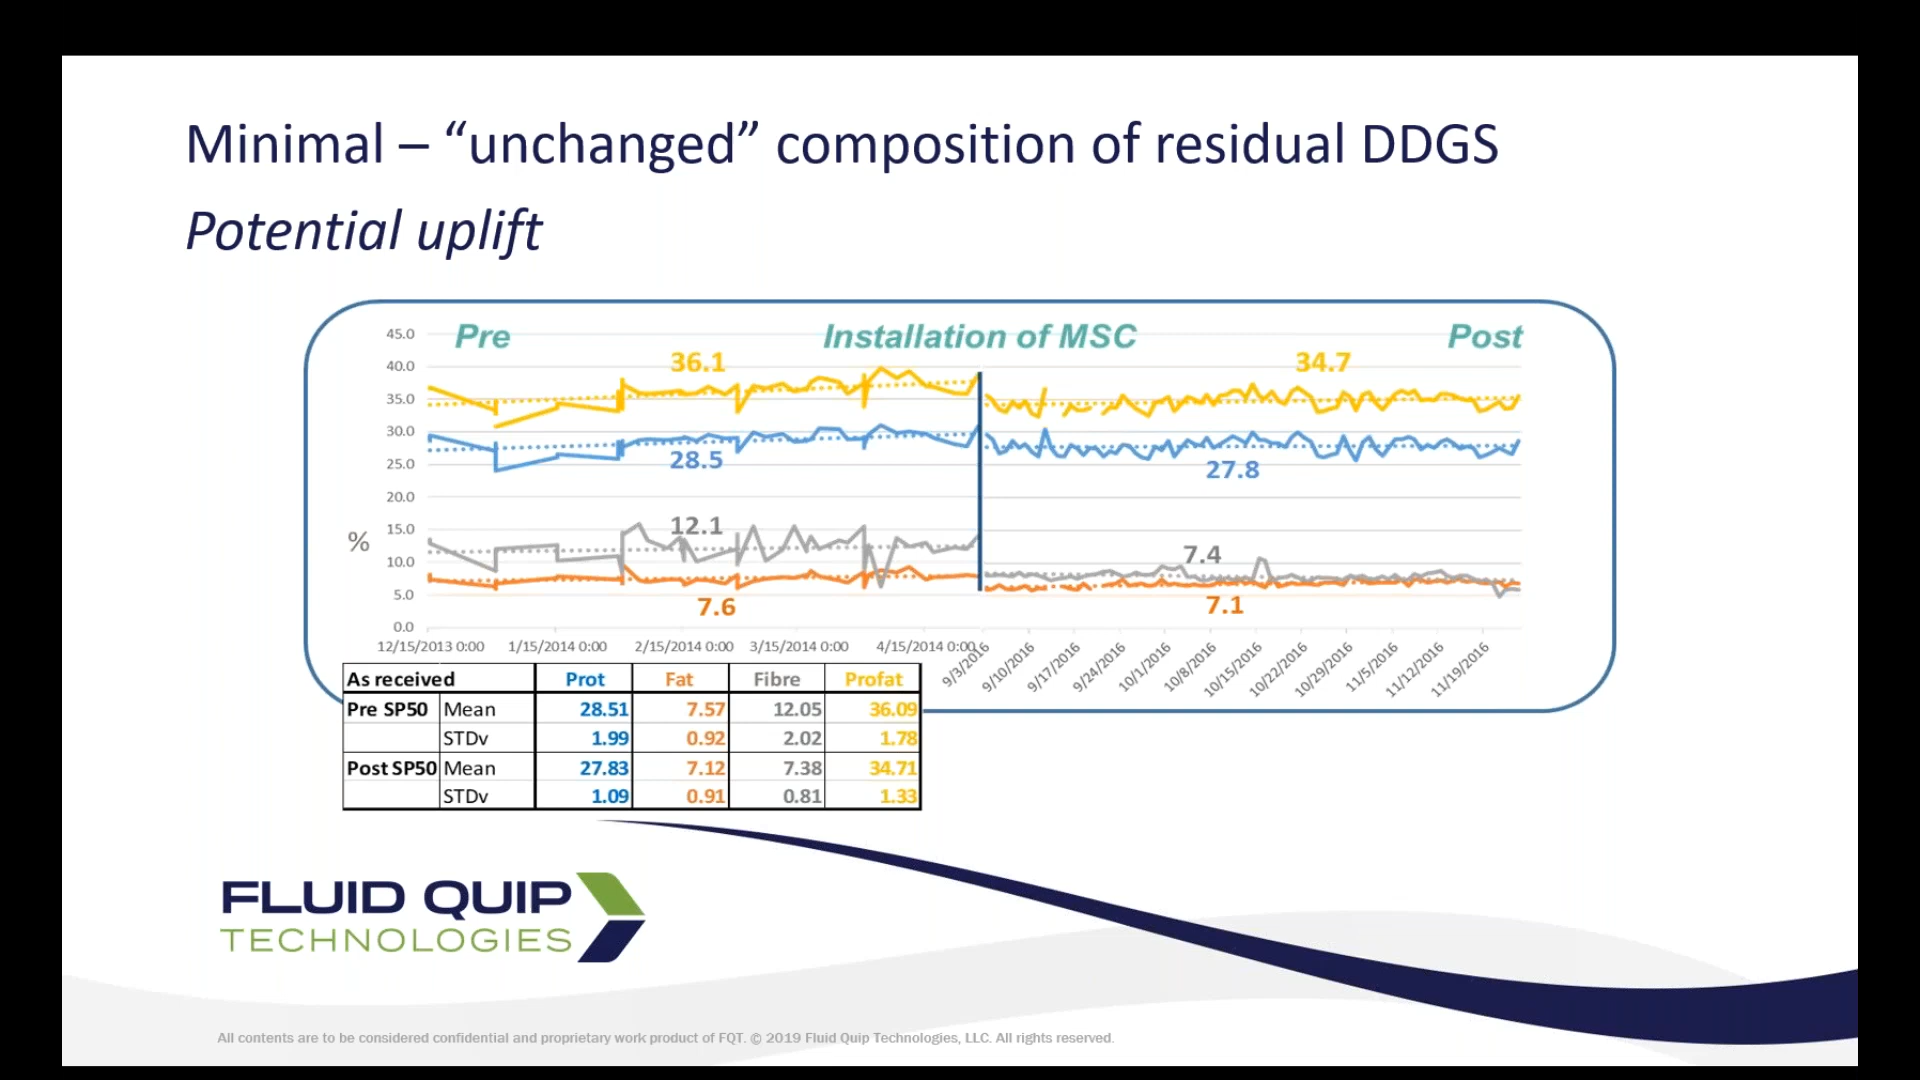 Minimal – “unchanged” composition of residual DDGS
Potential uplift
Pre Installation of MSC Post
45.0
40.0
35.0
30.0
25.0
20.0
15.0
10.0
5.0
0.0
%
36.1
34.7
28.5
27.8
12.1
7.4
7.6
7.1
12/15/2013 0:00 1/15/2014 0:00 2/15/2014 0:00 3/15/2014 0:00 4/15/2014 0:00
9/3/2016 9/10/2016 9/17/2016 9/24/2016 10/1/2016 10/8/2016 10/15/2016 10/22/2016 10/29/2016 11/5/2016 11/12/2016 11/19/2016
As received Prot Fat Fibre Profat
Pre SP50 Mean 28.51 7.57 12.05 36.09
STDv 1.99 0.92 2.02 1.78
Post SP50 Mean 27.83 7.12 7.38 34.71
STDv 1.09 0.91 0.81 1.33
FLUID QUIP
TECHNOLOGIES
All contents are to be considered confidential and proprietary work product of FQT. © 2019 Fluid Quip Technologies, LLC. All rights reserved.